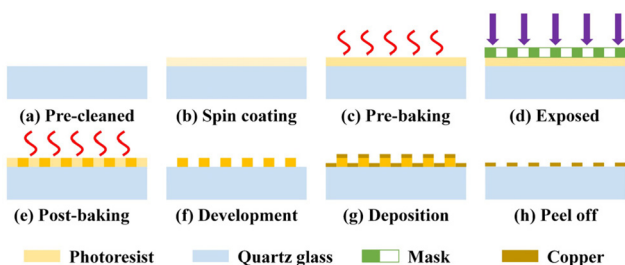 (a) Pre-cleaned
(b) Spin coating
(c) Pre-baking
(d) Exposed
(e) Post-baking
(f) Development
(g) Deposition
(h) Peel off
Photoresist
Quartz glass
Mask
Copper